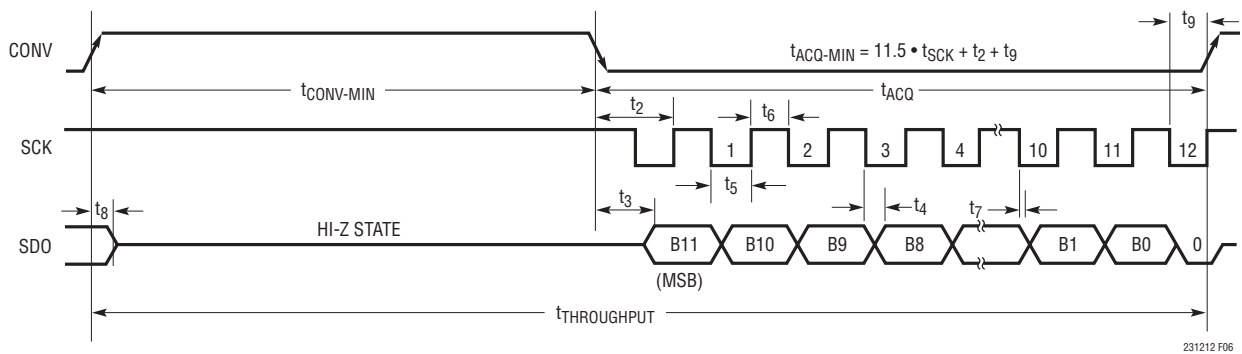 t9
CONV
tACQ-MIN = 11.5 • tSCK + t2 + t9
tCONV-MIN
tACQ
t2
t6
SCK
1
2
3
4
10
11
12
t5
t3
t8
t4
t7
HI-Z STATE
SDO
B11
B10
B9
B8
B1
B0
0
(MSB)
tTHROUGHPUT
231212 F06